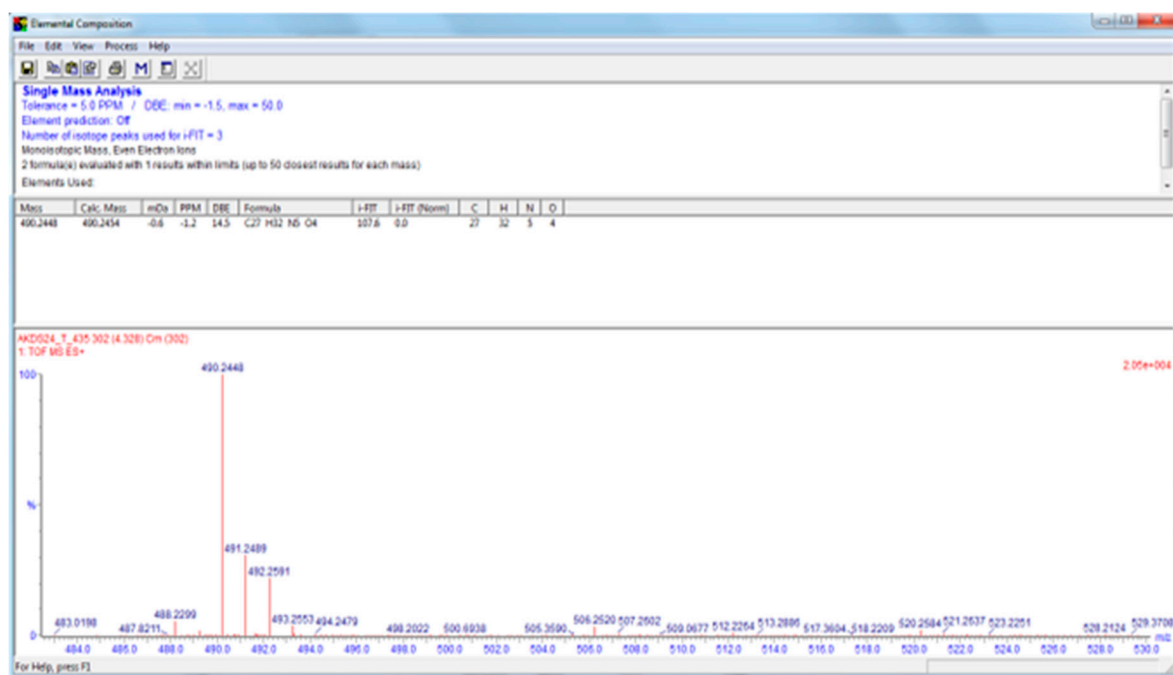 Elemental Composition
File Edit View Process Help
Single Mass Analysis
Tolerance = 5.0 PPM / DBE: min = -1.5, max = 50.0
Element prediction: Off
Number of isotope peaks used for i-FIT = 3
Monoisotopic Mass, Even Electron Ions
2 formula(e) evaluated with 1 results within limits (up to 50 closest results for each mass)
Elements Used:
Mass Calc. Mass mDa PPM DBE Formula i-FIT i-FIT (Norm) C H N O
490.2448 490.2454 -0.6 -1.2 14.5 C27 H32 N5 O4 107.6 0.0 27 32 5 4
AKDS24_T_435 302 (4.328) Cm (302)
1: TOF MS ES+
2.05e+004
100
%
0
490.2448
491.2489
492.2591
483.0198
487.8211
488.2299
493.2553
494.2479
498.2022
500.6938
505.3590
506.2520
507.2602
509.0677
512.2264
513.2886
517.3604
518.2209
520.2584
521.2637
523.2251
528.2124
529.3706
m/z
484.0 486.0 488.0 490.0 492.0 494.0 496.0 498.0 500.0 502.0 504.0 506.0 508.0 510.0 512.0 514.0 516.0 518.0 520.0 522.0 524.0 526.0 528.0 530.0
For Help, press F1